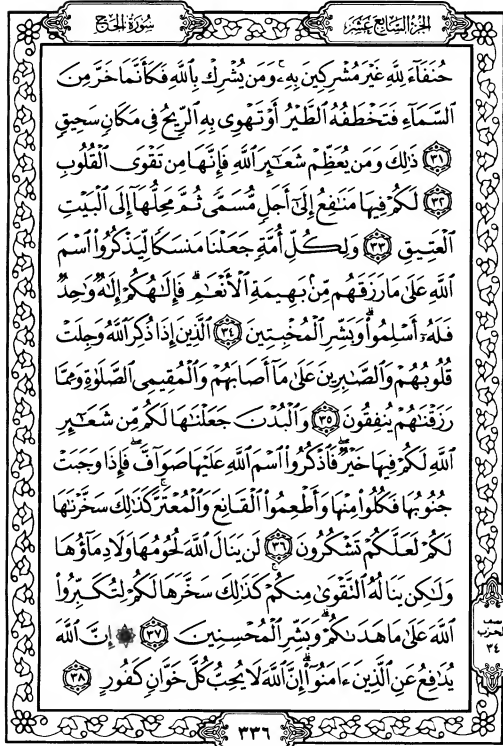 الجزء السابع عشر
سورة الحج
حُنَفَآءَ لِلَّهِ غَيْرَ مُشْرِكِينَ بِهِۦۚ وَمَن يُشْرِكْ بِٱللَّهِ فَكَأَنَّمَا خَرَّ مِنَ
ٱلسَّمَآءِ فَتَخْطَفُهُ ٱلطَّيْرُ أَوْ تَهْوِى بِهِ ٱلرِّيحُ فِى مَكَانٍ سَحِيقٍ
٣١ ذَٰلِكَ وَمَن يُعَظِّمْ شَعَـٰٓئِرَ ٱللَّهِ فَإِنَّهَا مِن تَقْوَى ٱلْقُلُوبِ
٣٢ لَكُمْ فِيهَا مَنَـٰفِعُ إِلَىٰٓ أَجَلٍ مُّسَمًّى ثُمَّ مَحِلُّهَآ إِلَى ٱلْبَيْتِ
ٱلْعَتِيقِ ٣٣ وَلِكُلِّ أُمَّةٍ جَعَلْنَا مَنسَكًا لِّيَذْكُرُوا۟ ٱسْمَ
ٱللَّهِ عَلَىٰ مَا رَزَقَهُم مِّنۢ بَهِيمَةِ ٱلْأَنْعَـٰمِۗ فَإِلَـٰهُكُمْ إِلَـٰهٌ وَٰحِدٌ
فَلَهُۥٓ أَسْلِمُوا۟ۗ وَبَشِّرِ ٱلْمُخْبِتِينَ ٣٤ ٱلَّذِينَ إِذَا ذُكِرَ ٱللَّهُ وَجِلَتْ
قُلُوبُهُمْ وَٱلصَّـٰبِرِينَ عَلَىٰ مَآ أَصَابَهُمْ وَٱلْمُقِيمِى ٱلصَّلَوٰةِ وَمِمَّا
رَزَقْنَـٰهُمْ يُنفِقُونَ ٣٥ وَٱلْبُدْنَ جَعَلْنَـٰهَا لَكُم مِّن شَعَـٰٓئِرِ
ٱللَّهِ لَكُمْ فِيهَا خَيْرٌۖ فَٱذْكُرُوا۟ ٱسْمَ ٱللَّهِ عَلَيْهَا صَوَآفَّۖ فَإِذَا وَجَبَتْ
جُنُوبُهَا فَكُلُوا۟ مِنْهَا وَأَطْعِمُوا۟ ٱلْقَانِعَ وَٱلْمُعْتَرَّۚ كَذَٰلِكَ سَخَّرْنَـٰهَا
لَكُمْ لَعَلَّكُمْ تَشْكُرُونَ ٣٦ لَن يَنَالَ ٱللَّهَ لُحُومُهَا وَلَا دِمَآؤُهَا
وَلَـٰكِن يَنَالُهُ ٱلتَّقْوَىٰ مِنكُمْۚ كَذَٰلِكَ سَخَّرَهَا لَكُمْ لِتُكَبِّرُوا۟
ٱللَّهَ عَلَىٰ مَا هَدَىٰكُمْۗ وَبَشِّرِ ٱلْمُحْسِنِينَ ٣٧ ۞ إِنَّ ٱللَّهَ
يُدَٰفِعُ عَنِ ٱلَّذِينَ ءَامَنُوٓا۟ۗ إِنَّ ٱللَّهَ لَا يُحِبُّ كُلَّ خَوَّانٍ كَفُورٍ ٣٨
نصف
الحزب
٣٤
٣٣٦